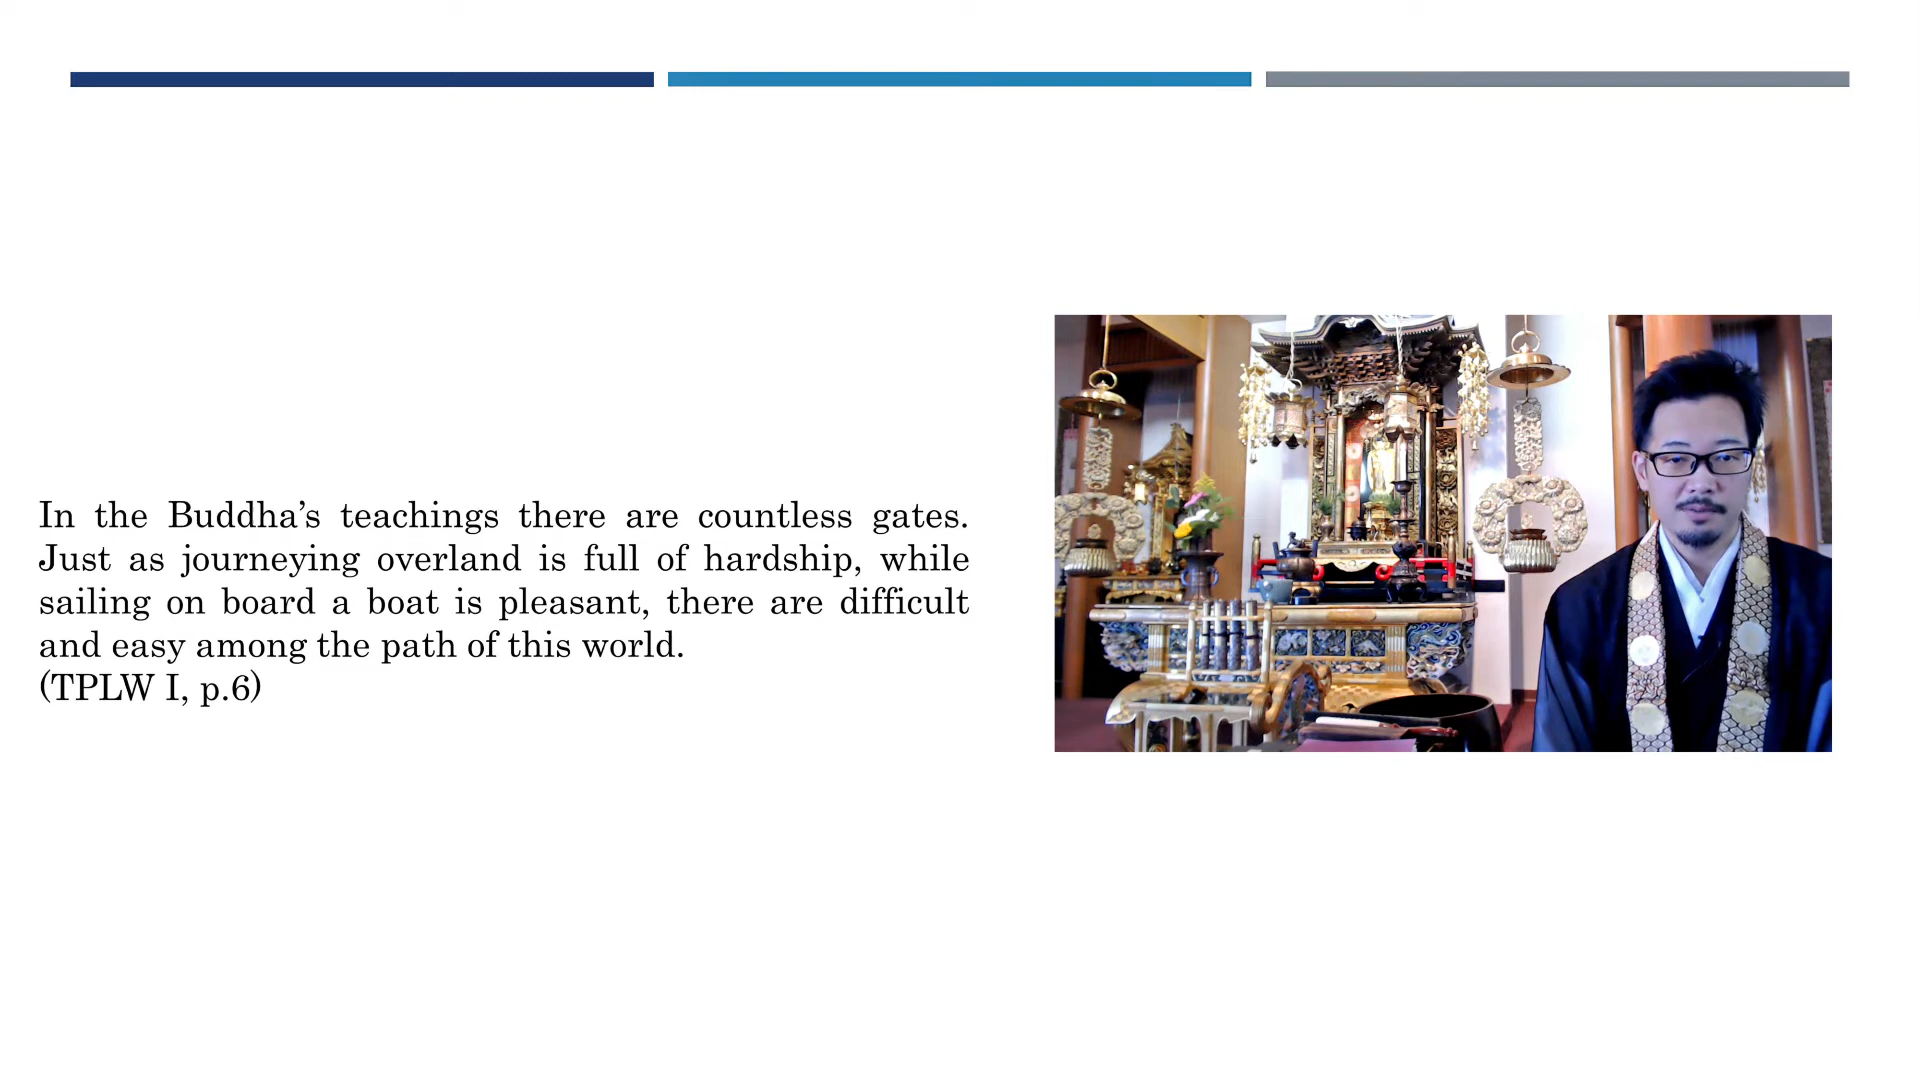 In the Buddha’s teachings there are countless gates.
Just as journeying overland is full of hardship, while
sailing on board a boat is pleasant, there are difficult
and easy among the path of this world.
(TPLW I, p.6)